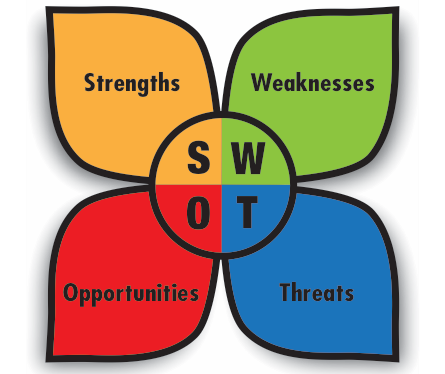 Strengths
Weaknesses
S W
O T
Opportunities
Threats